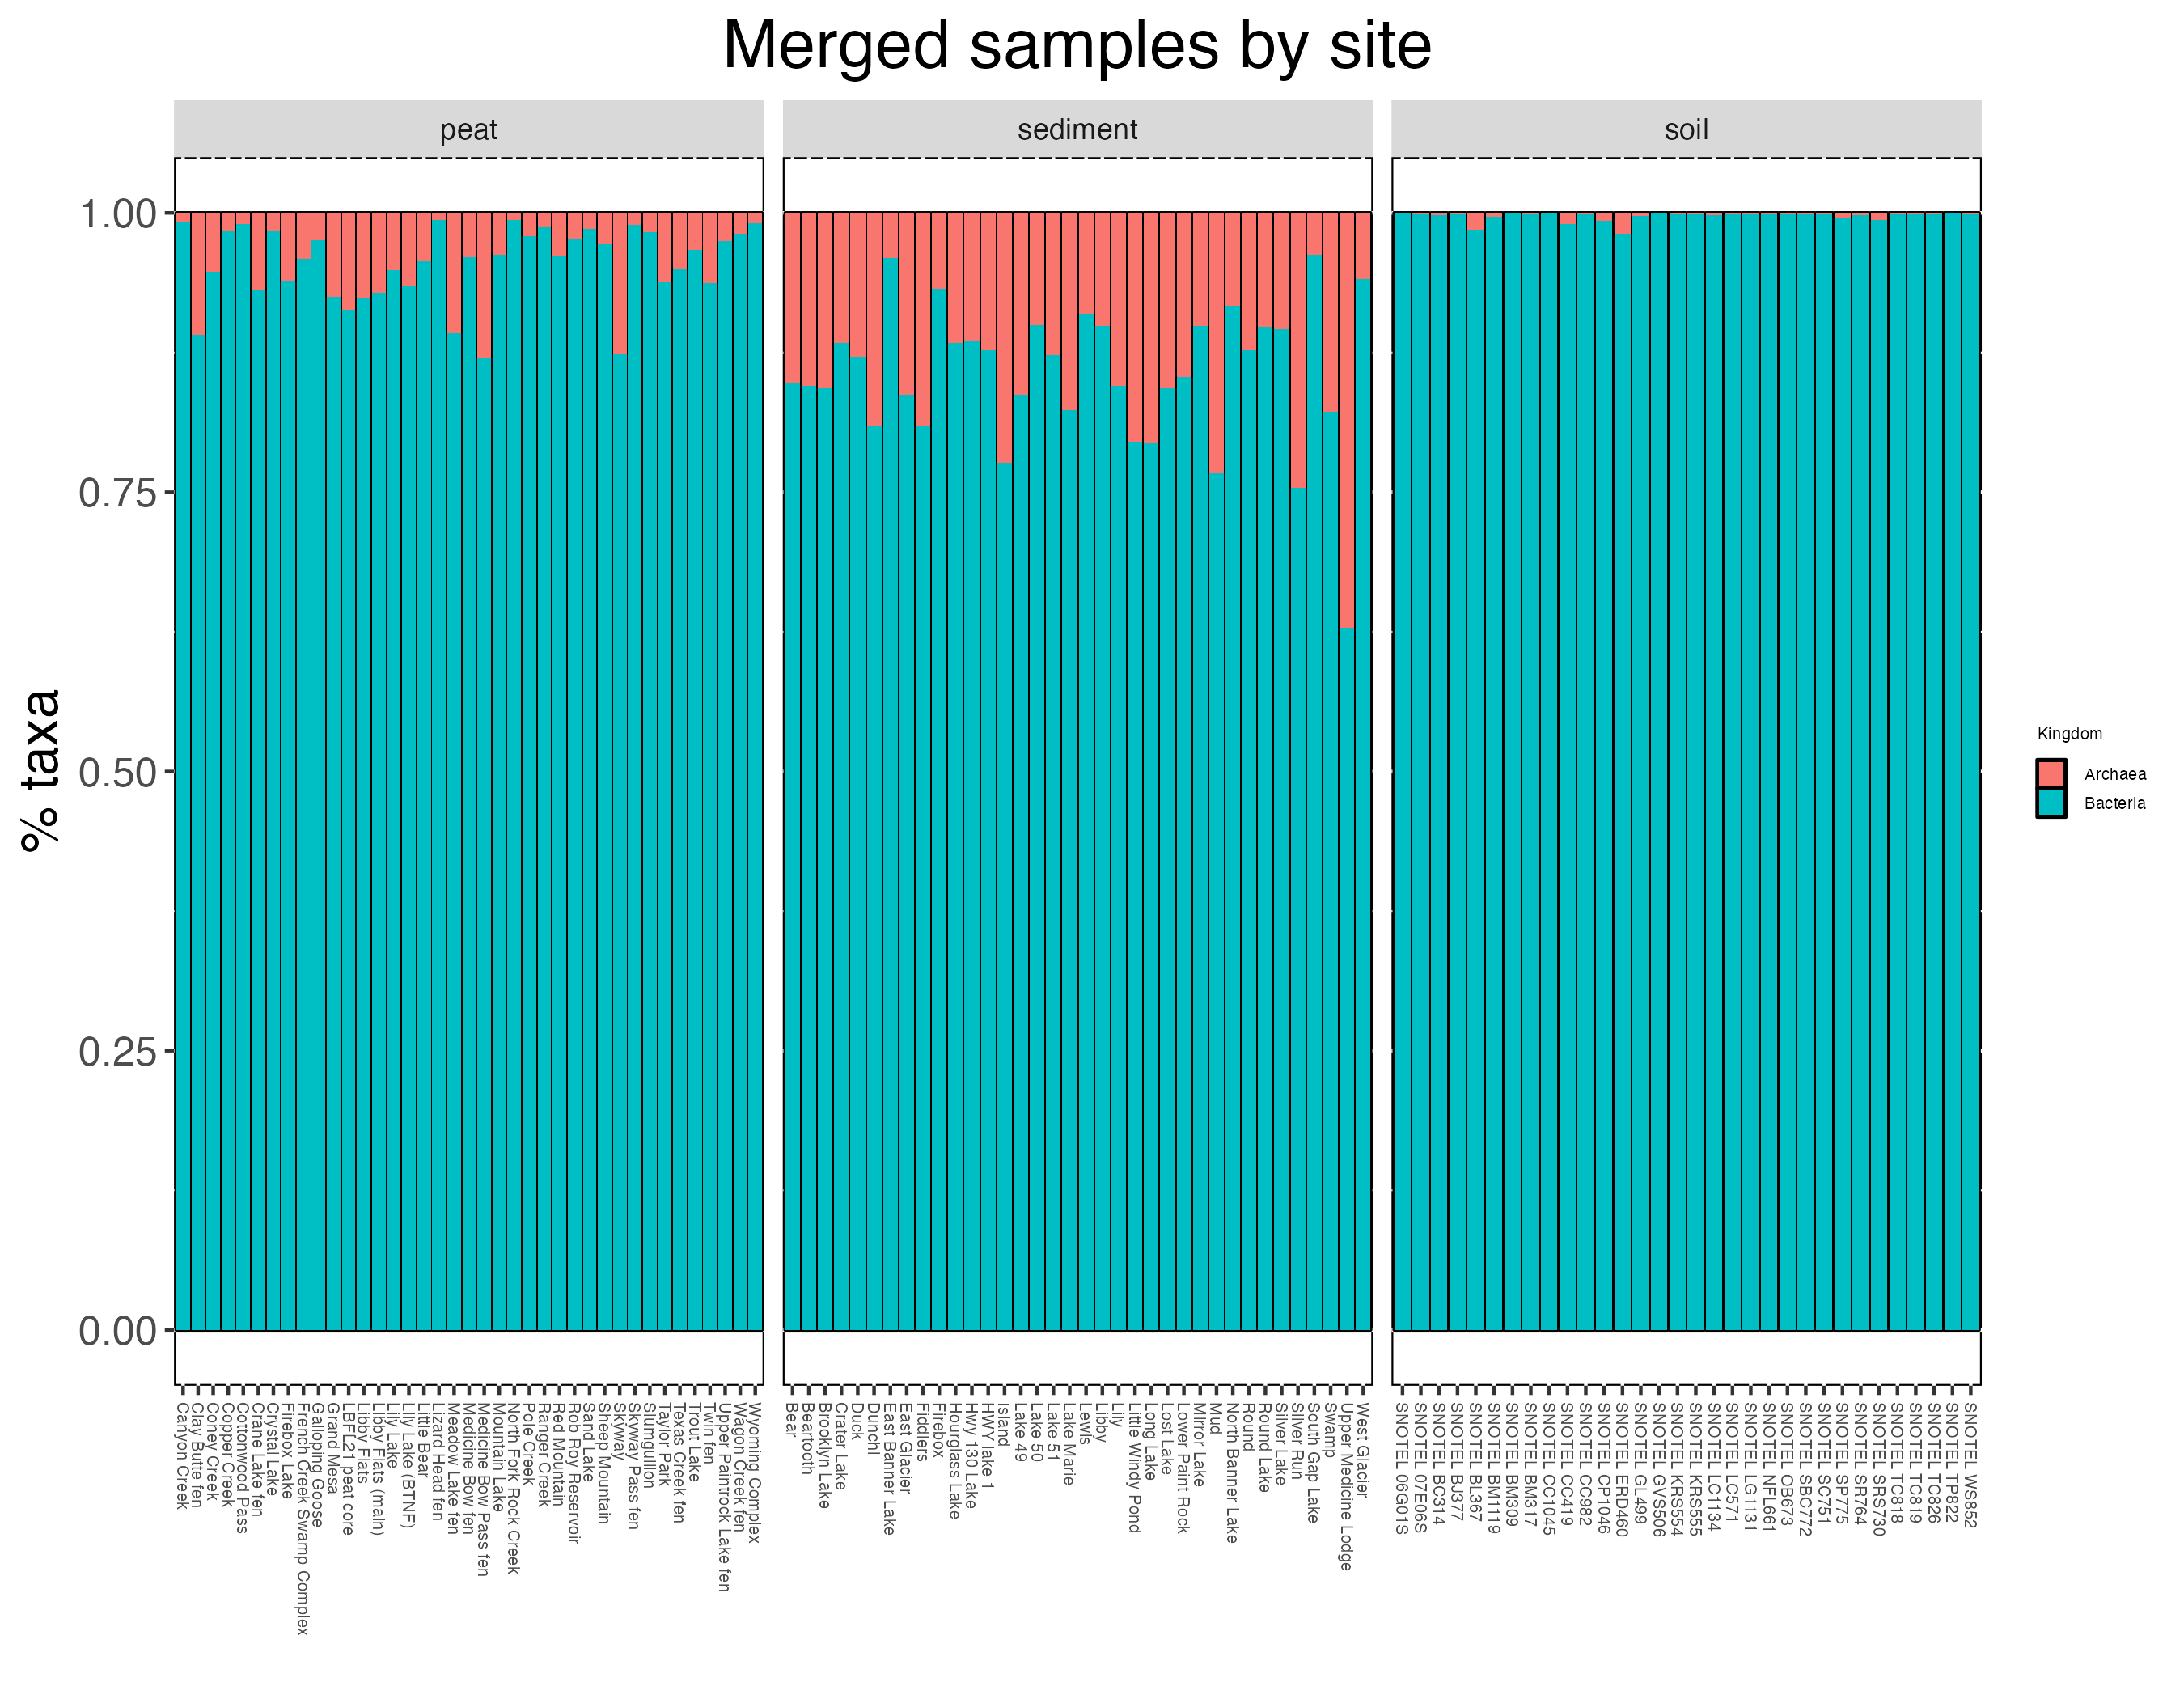 Merged samples by site
peat
sediment
soil
% taxa
1.00
0.75
0.50
0.25
0.00
Canyon Creek
Clay Butte fen
Coney Creek
Copper Creek
Cottonwood Pass
Crane Lake fen
Crystal Lake
Firebox Lake
French Creek Swamp Complex
Galloping Goose
Grand Mesa
LBFL21 peat core
Libby Flats
Libby Flats (main)
Lily Lake
Lily Lake (BTNF)
Little Bear
Lizard Head fen
Meadow Lake fen
Medicine Bow fen
Medicine Bow Pass fen
Mountain Lake
North Fork Rock Creek
Pole Creek
Ranger Creek
Red Mountain
Rob Roy Reservoir
Sand Lake
Sheep Mountain
Skyway
Skyway Pass fen
Slumgullion
Taylor Park
Texas Creek fen
Trout Lake
Twin fen
Upper Paintrock Lake fen
Wagon Creek fen
Wyoming Complex
Bear
Beartooth
Brooklyn Lake
Crater Lake
Duck
Dunchi
East Banner Lake
East Glacier
Fiddlers
Firebox
Hourglass Lake
Hwy 130 Lake
HWY lake 1
Island
Lake 49
Lake 50
Lake 51
Lake Marie
Lewis
Libby
Lily
Little Windy Pond
Long Lake
Lost Lake
Lower Paint Rock
Mirror Lake
Mud
North Banner Lake
Round
Round Lake
Silver Lake
Silver Run
South Gap Lake
Swamp
Upper Medicine Lodge
West Glacier
SNOTEL 06G01S
SNOTEL 07E06S
SNOTEL BC314
SNOTEL BJ377
SNOTEL BL367
SNOTEL BM1119
SNOTEL BM309
SNOTEL BM317
SNOTEL CC1045
SNOTEL CC419
SNOTEL CC982
SNOTEL CP1046
SNOTEL ERD460
SNOTEL GL499
SNOTEL GVS506
SNOTEL KRS554
SNOTEL KRS555
SNOTEL LC1134
SNOTEL LC571
SNOTEL LG1131
SNOTEL NFL661
SNOTEL OB673
SNOTEL SBC772
SNOTEL SC751
SNOTEL SP775
SNOTEL SR764
SNOTEL SRS730
SNOTEL TC818
SNOTEL TC819
SNOTEL TC826
SNOTEL TP822
SNOTEL WS852
Kingdom
Archaea
Bacteria